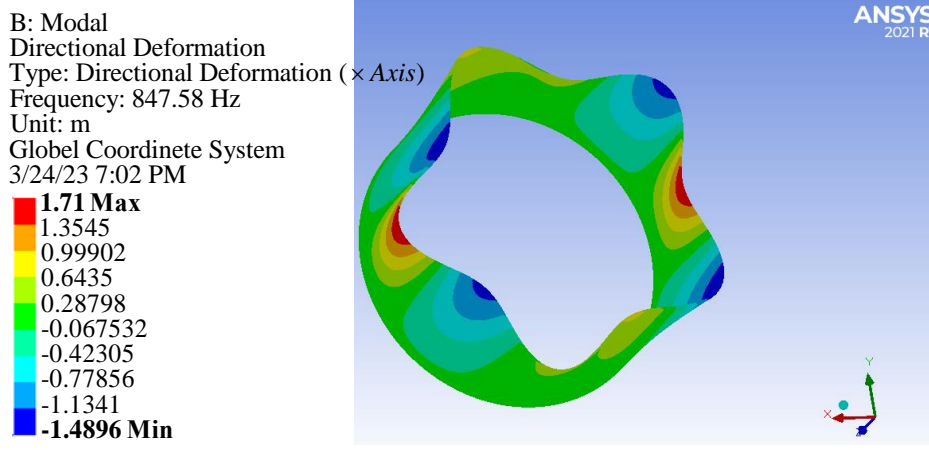 B: Modal
Directional Deformation
Type: Directional Deformation (× Axis)
Frequency: 847.58 Hz
Unit: m
Globel Coordinete System
3/24/23 7:02 PM
1.71 Max
1.3545
0.99902
0.6435
0.28798
-0.067532
-0.42305
-0.77856
-1.1341
-1.4896 Min
ANSYS
2021 R
Y
X
Z